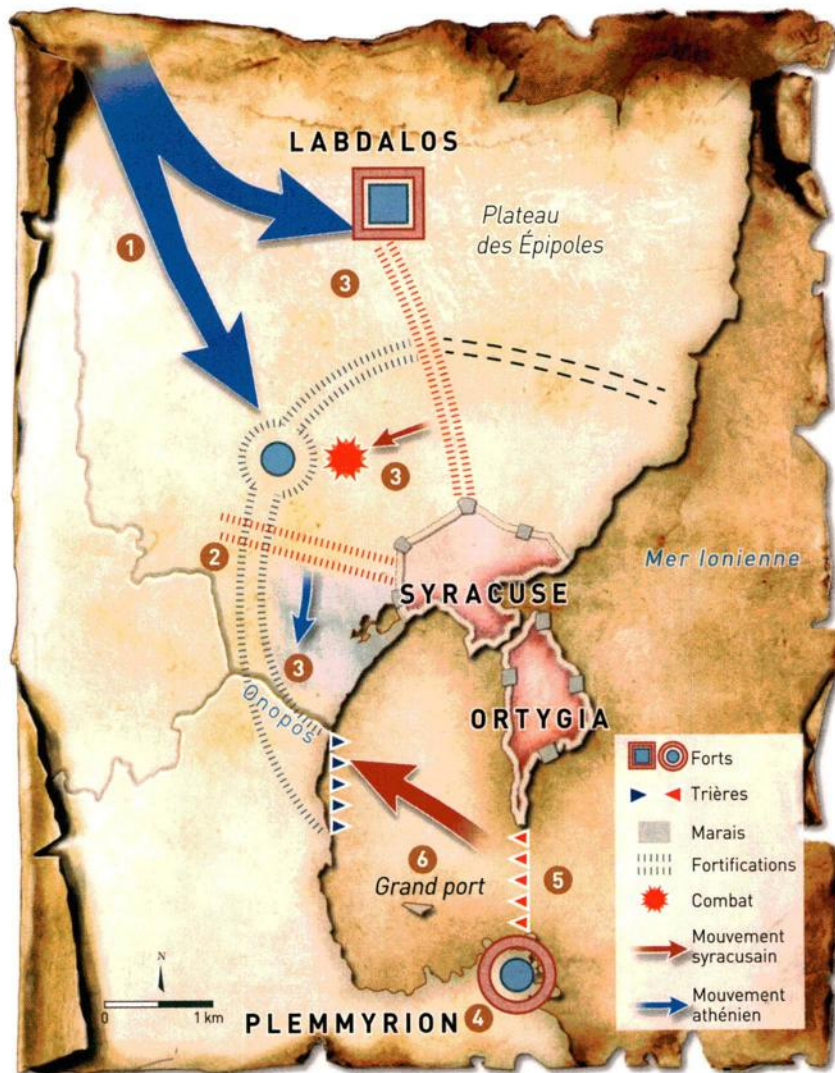 LABDALOS
Plateau
des Épipoles
1
3
3
2
Mer Ionienne
SYRACUSE
3
Onopos
ORTYGIA
Forts
Trières
Marais
Fortifications
Combat
Mouvement
syracusain
Mouvement
athénien
6
Grand port
5
N
0
1 km
PLEMMYRION
4